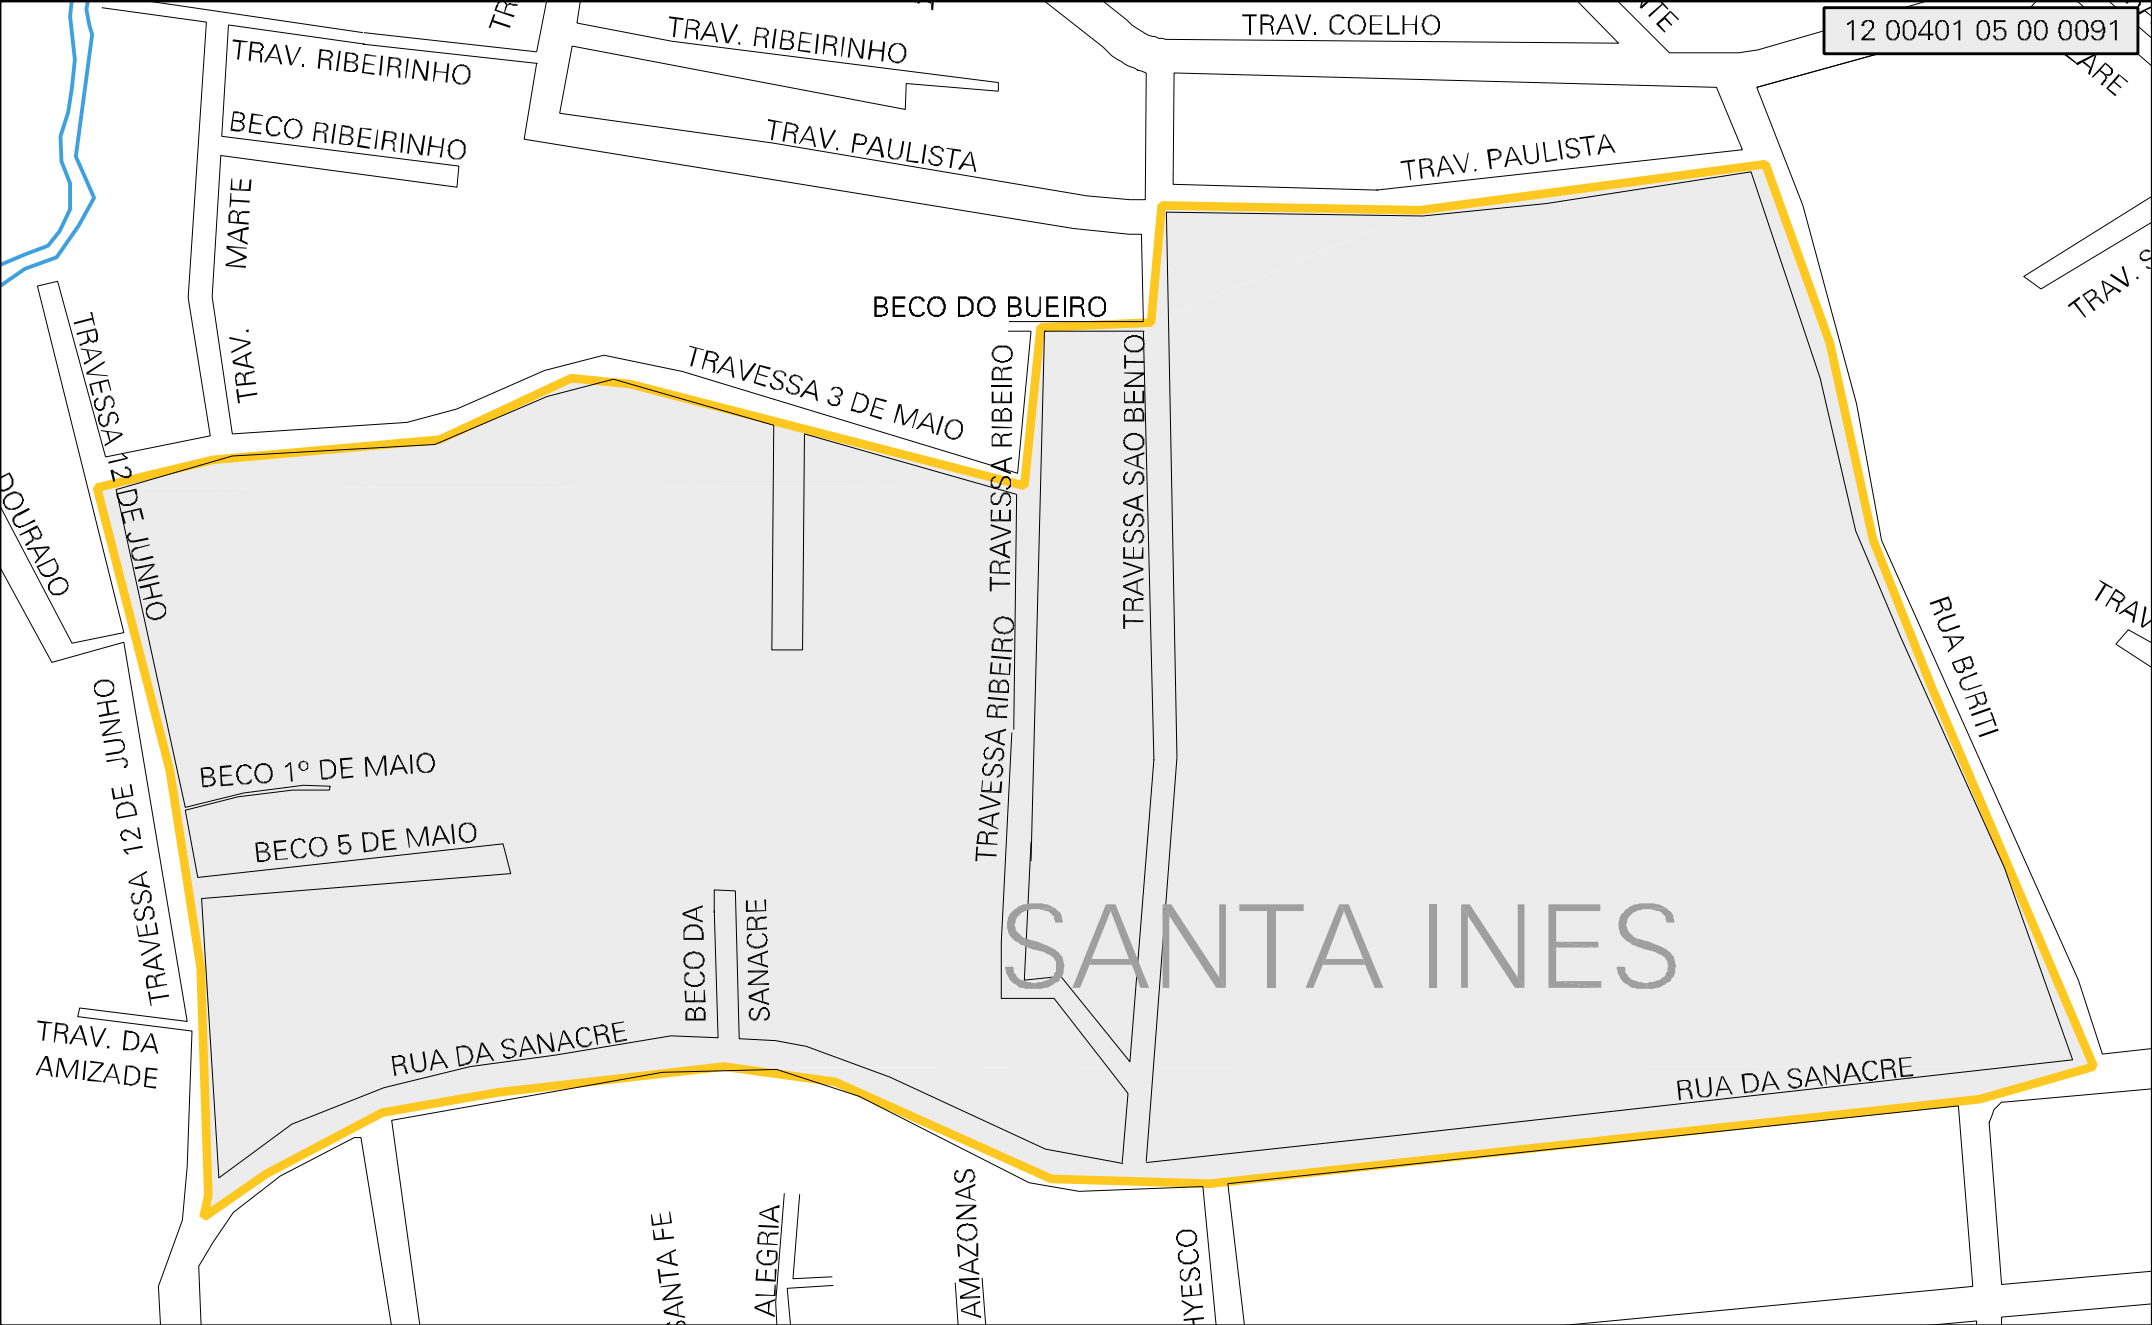 TRAV. RIBEIRINHO
TRAV. COELHO
12 00401 05 00 0091
TRAV. RIBEIRINHO
BECO RIBEIRINHO
TRAV. PAULISTA
TRAV. PAULISTA
TRAV. MARTE
BECO DO BUEIRO
TRAVESSA 12 DE JUNHO
TRAVESSA 3 DE MAIO
TRAVESSA RIBEIRO
TRAVESSA SAO BENTO
DOURADO
TRAVESSA RIBEIRO
RUA BURITI
TRAV
TRAV. S
TRAVESSA 12 DE JUNHO
BECO 1º DE MAIO
BECO 5 DE MAIO
SANTA INES
BECO DA
SANACRE
TRAV. DA
AMIZADE
RUA DA SANACRE
RUA DA SANACRE
SANTA FE
ALEGRIA
AMAZONAS
HYESCO